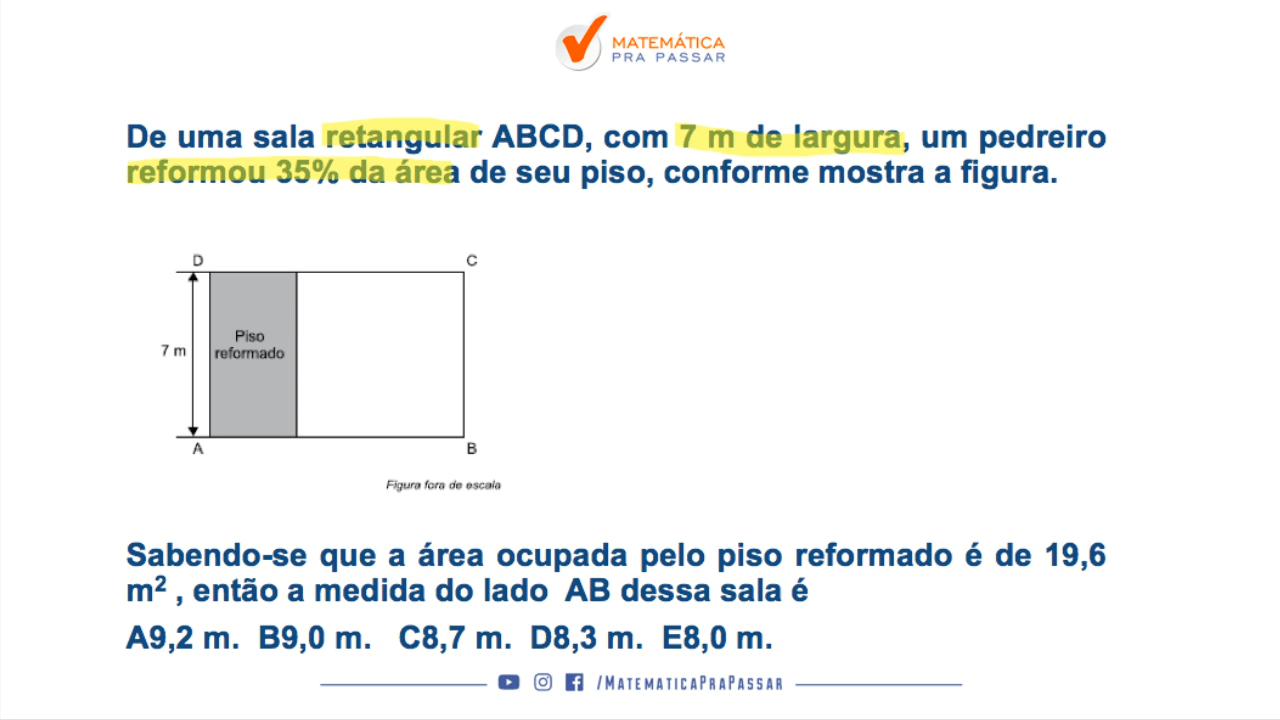 MATEMÁTICA
PRA PASSAR
De uma sala retangular ABCD, com 7 m de largura, um pedreiro
reformou 35% da área de seu piso, conforme mostra a figura.
D
C
Piso
reformado
7 m
A
B
Figura fora de escala
Sabendo-se que a área ocupada pelo piso reformado é de 19,6
m² , então a medida do lado AB dessa sala é
A9,2 m. B9,0 m. C8,7 m. D8,3 m. E8,0 m.
/MATEMATICAPRAPASSAR